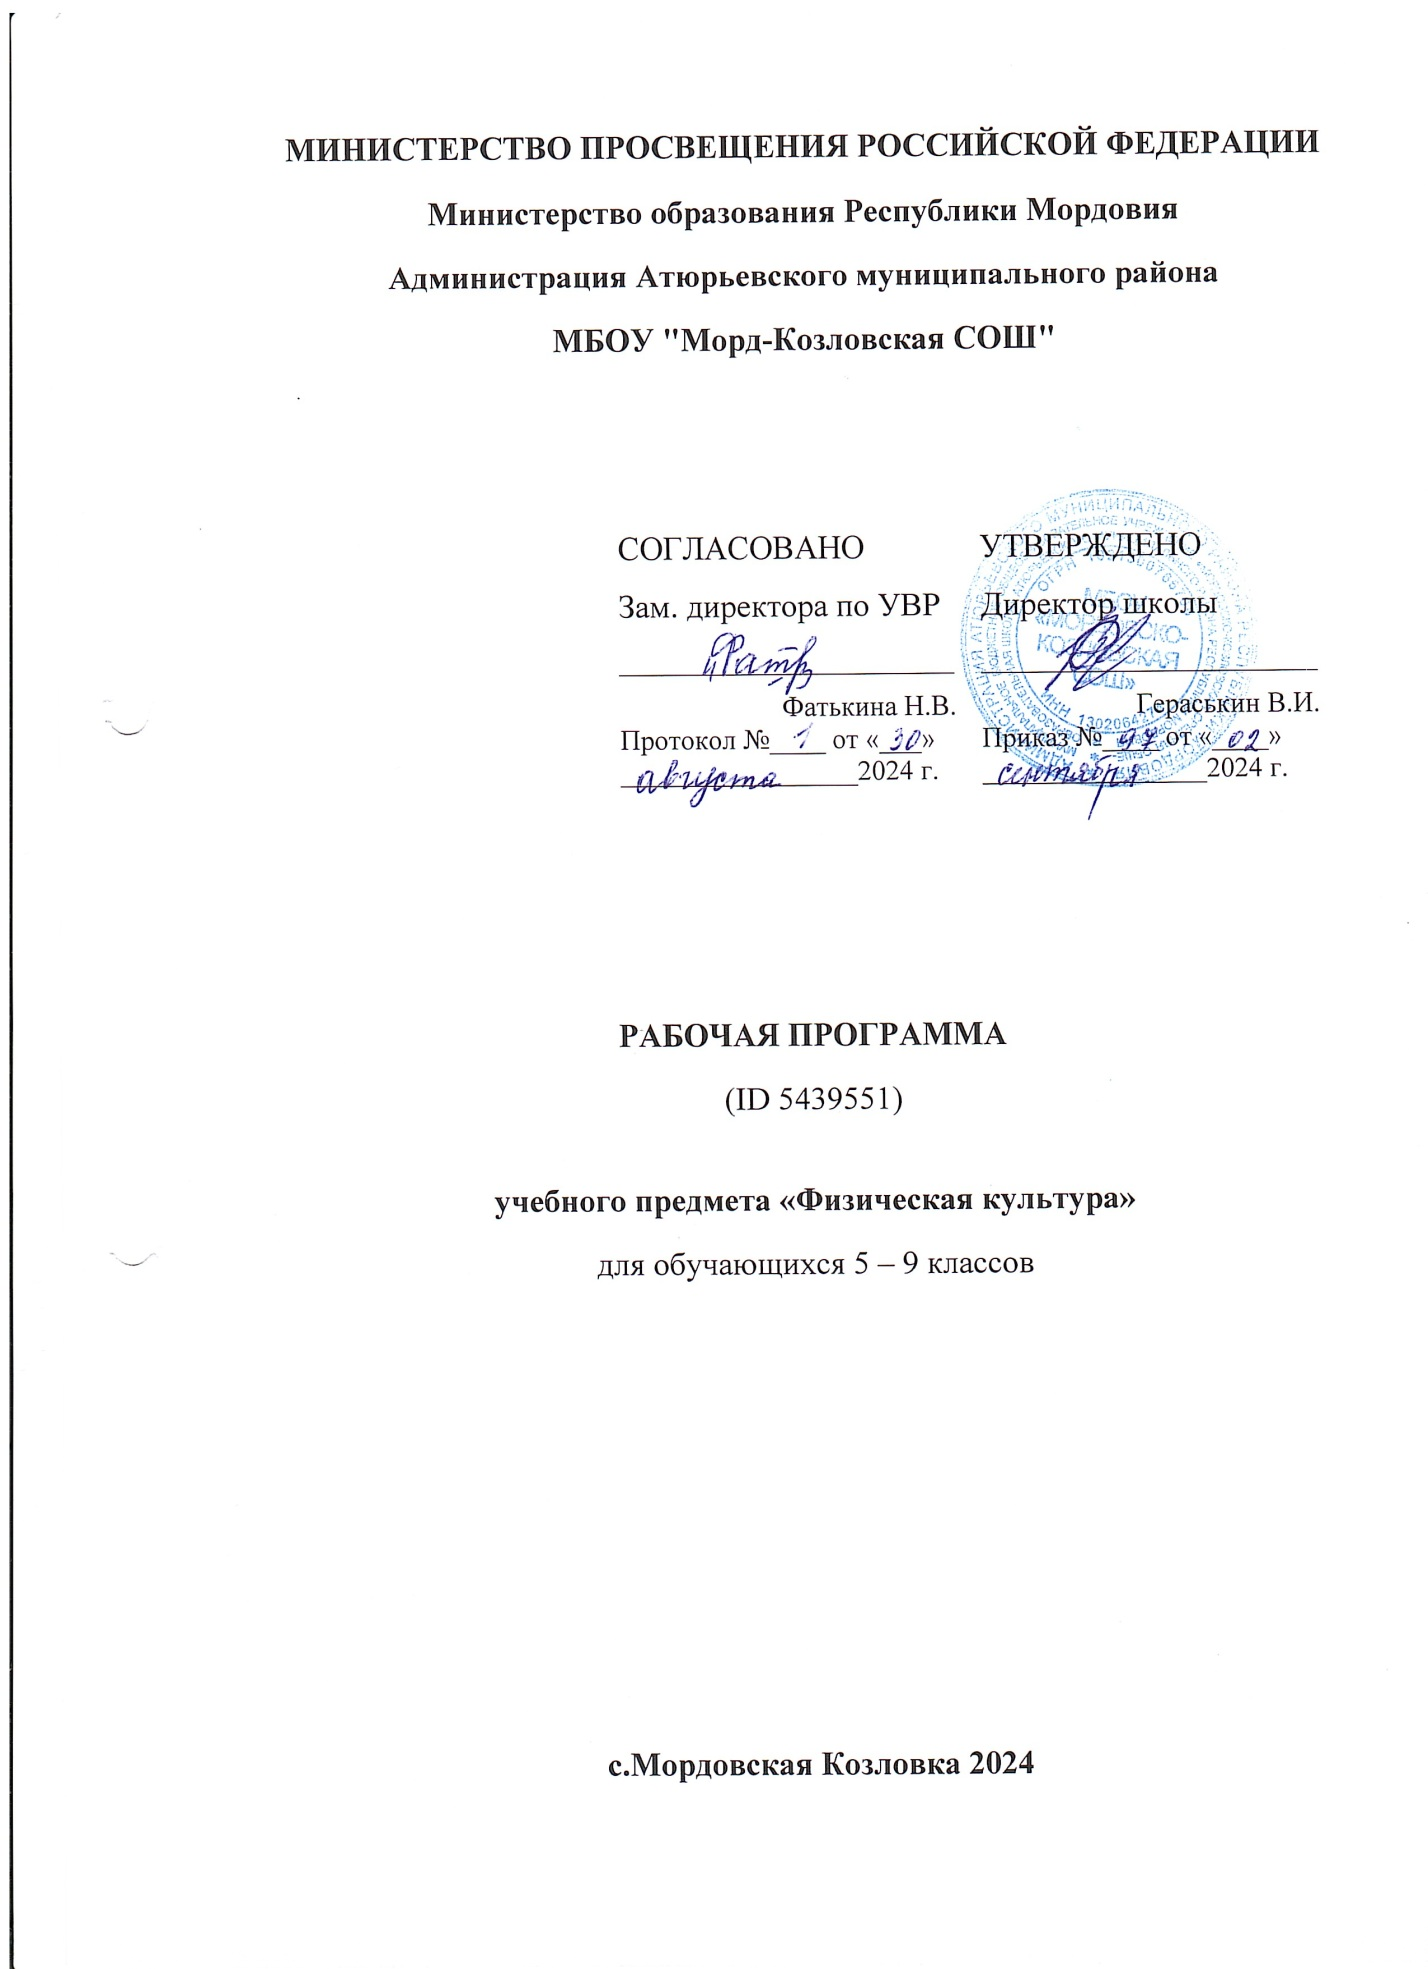 МИНИСТЕРСТВО ПРОСВЕЩЕНИЯ РОССИЙСКОЙ ФЕДЕРАЦИИ
Министерство образования Республики Мордовия
Администрация Атюрьевского муниципального района
МБОУ "Морд-Козловская СОШ"
СОГЛАСОВАНО
Зам. директора по УВР
Фатькина Н.В.
Протокол № 1 от «30»
августа 2024 г.
УТВЕРЖДЕНО
Директор школы
Гераськин В.И.
Приказ № 97 от «02»
сентября 2024 г.
РАБОЧАЯ ПРОГРАММА
(ID 5439551)
учебного предмета «Физическая культура»
для обучающихся 5 – 9 классов
с.Мордовская Козловка 2024